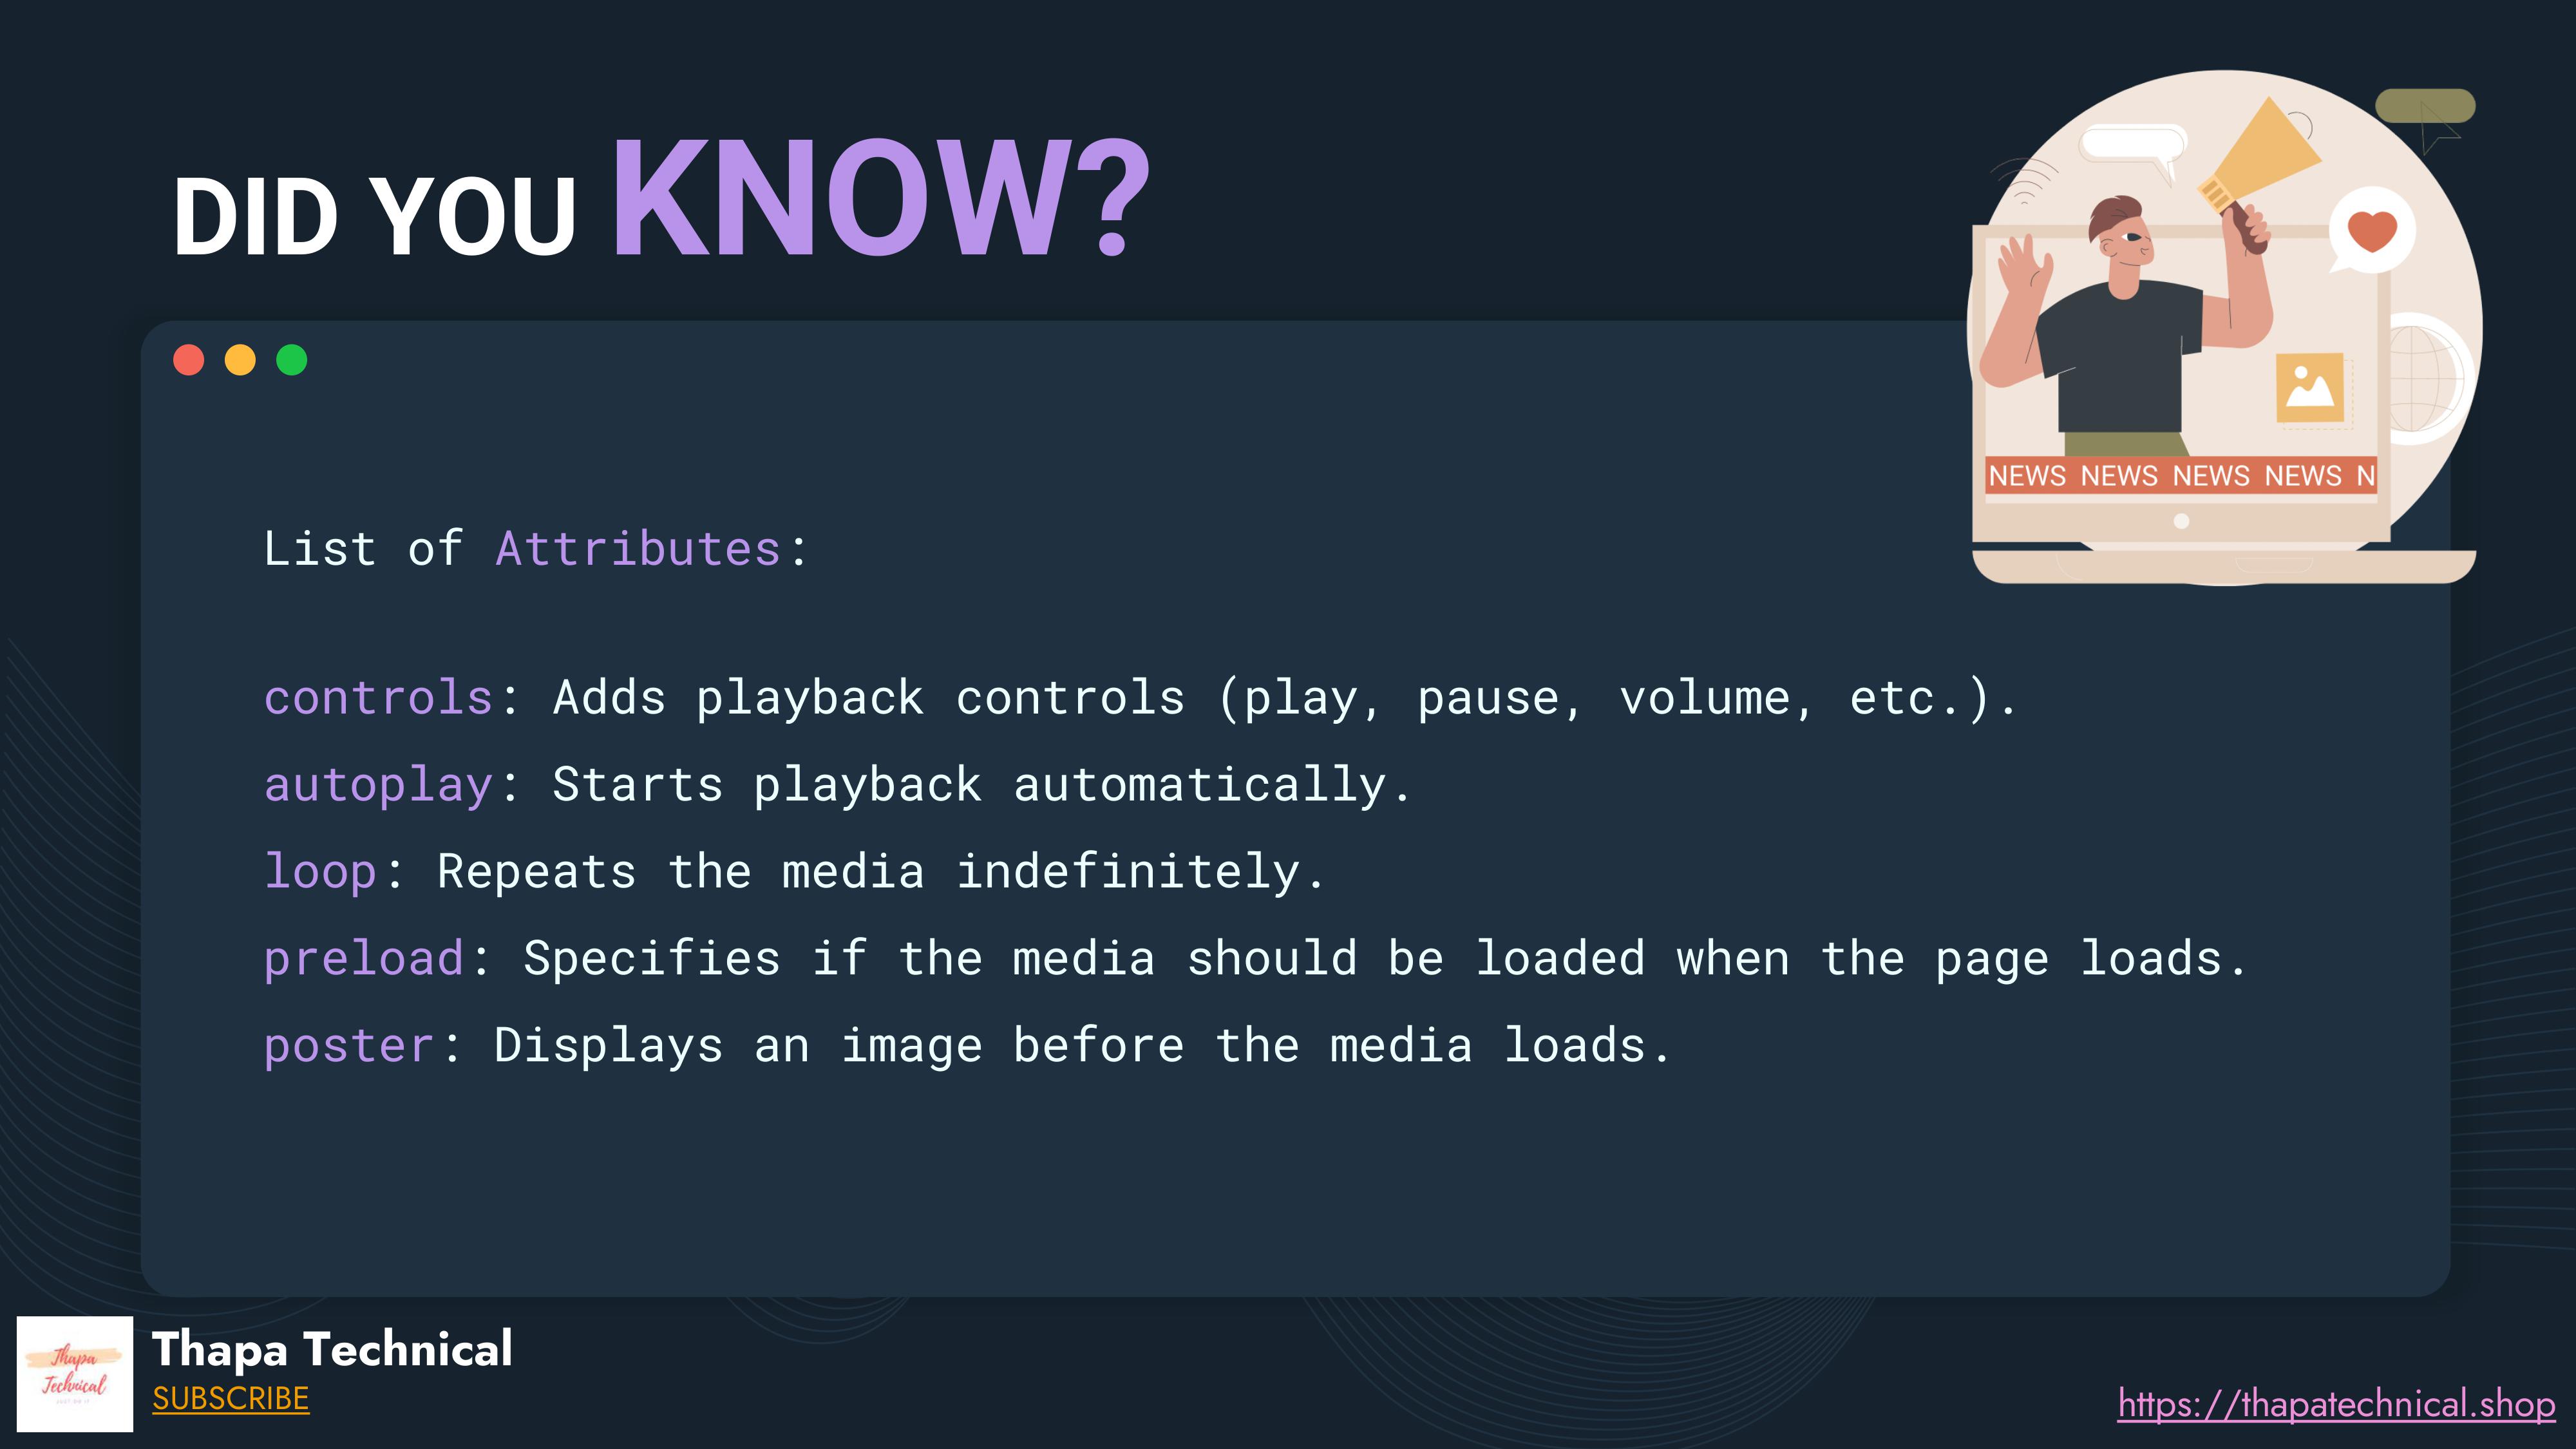 DID YOU KNOW?
NEWS NEWS NEWS NEWS N
List of Attributes:
controls: Adds playback controls (play, pause, volume, etc.).
autoplay: Starts playback automatically.
loop: Repeats the media indefinitely.
preload: Specifies if the media should be loaded when the page loads.
poster: Displays an image before the media loads.
Thapa
Technical
Thapa Technical
SUBSCRIBE
https://thapatechnical.shop